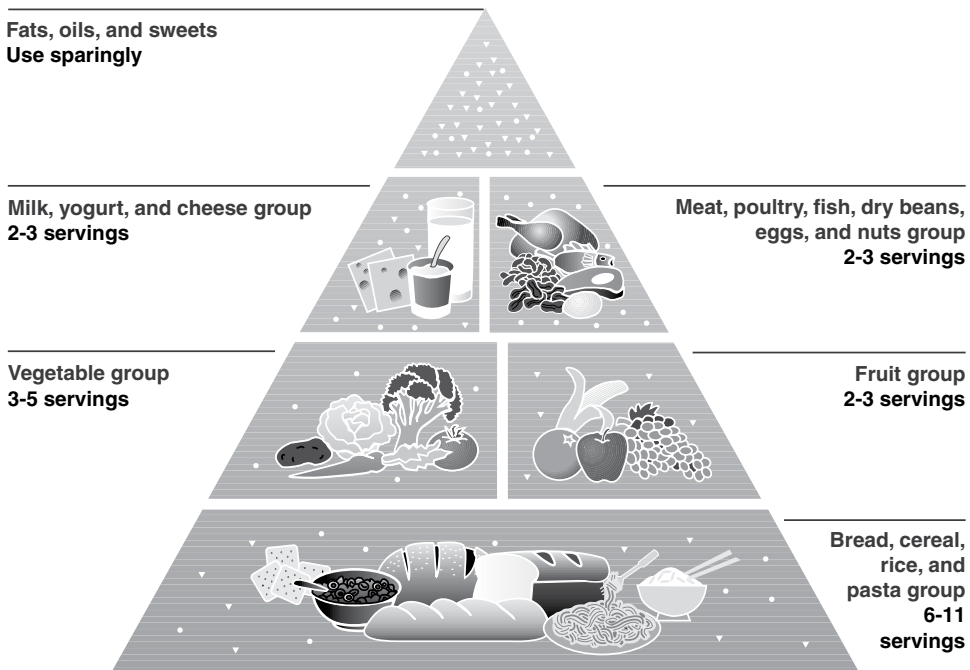 Fats, oils, and sweets
Use sparingly
Milk, yogurt, and cheese group
2-3 servings
Meat, poultry, fish, dry beans,
eggs, and nuts group
2-3 servings
Vegetable group
3-5 servings
Fruit group
2-3 servings
Bread, cereal,
rice, and
pasta group
6-11
servings